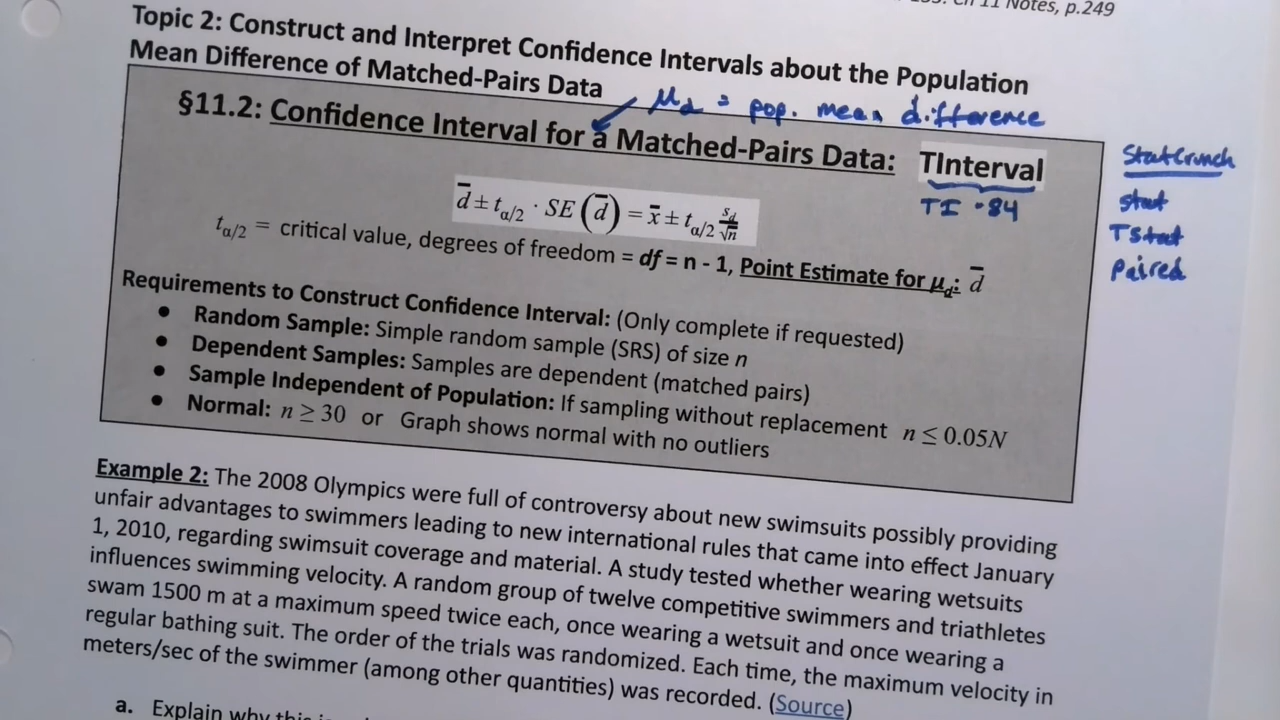 Ch 11 Notes, p.249
Topic 2: Construct and Interpret Confidence Intervals about the Population
Mean Difference of Matched-Pairs Data
μd = pop. mean difference
§11.2: Confidence Interval for a Matched-Pairs Data: TInterval
TI-84
StatCrunch
stat
TStat
Paired
d̄ ± tα/2 · SE(d̄) = x̄ ± tα/2 sd/√n
tα/2 = critical value, degrees of freedom = df = n - 1, Point Estimate for μd: d̄
Requirements to Construct Confidence Interval: (Only complete if requested)
• Random Sample: Simple random sample (SRS) of size n
• Dependent Samples: Samples are dependent (matched pairs)
• Sample Independent of Population: If sampling without replacement n ≤ 0.05N
• Normal: n ≥ 30 or Graph shows normal with no outliers
Example 2: The 2008 Olympics were full of controversy about new swimsuits possibly providing
unfair advantages to swimmers leading to new international rules that came into effect January
1, 2010, regarding swimsuit coverage and material. A study tested whether wearing wetsuits
influences swimming velocity. A random group of twelve competitive swimmers and triathletes
swam 1500 m at a maximum speed twice each, once wearing a wetsuit and once wearing a
regular bathing suit. The order of the trials was randomized. Each time, the maximum velocity in
meters/sec of the swimmer (among other quantities) was recorded. (Source)
a. Explain why this